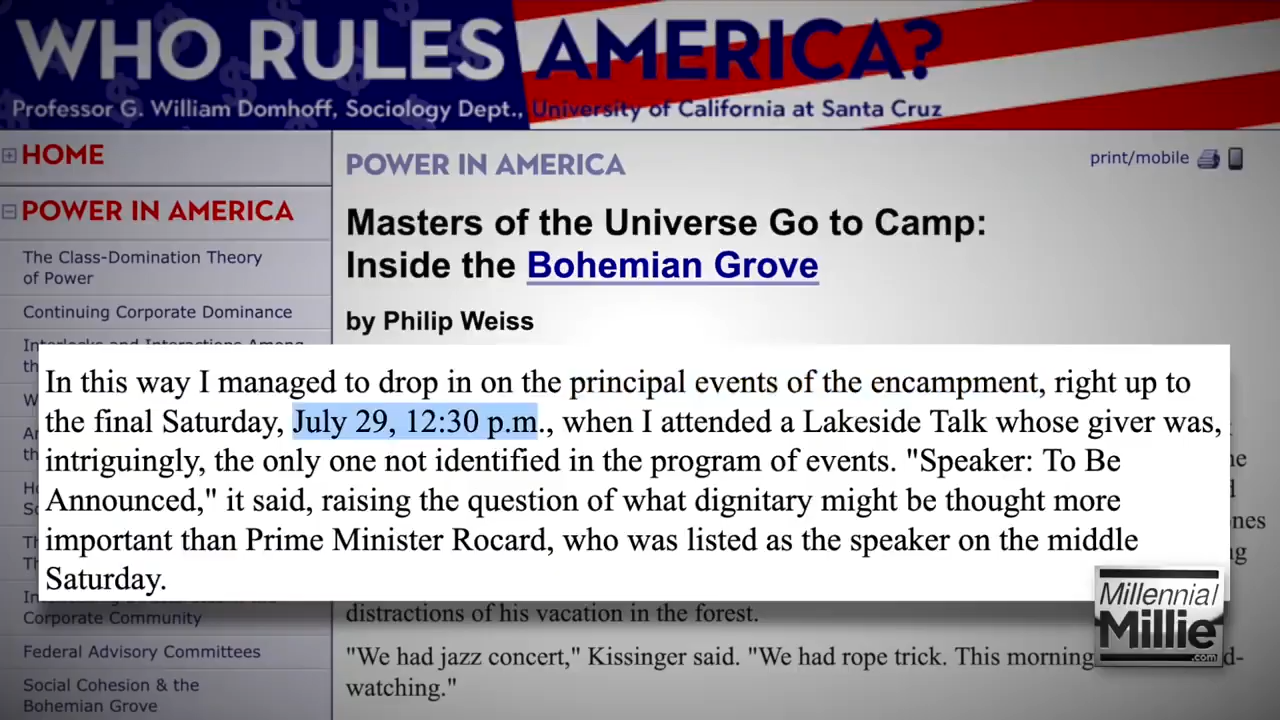 WHO RULES AMERICA?
Professor G. William Domhoff, Sociology Dept., University of California at Santa Cruz
HOME
POWER IN AMERICA
The Class-Domination Theory
of Power
Continuing Corporate Dominance
Interlocks and Interactions Among
Corporate Community
Federal Advisory Committees
Social Cohesion & the
Bohemian Grove
POWER IN AMERICA
print/mobile
Masters of the Universe Go to Camp:
Inside the Bohemian Grove
by Philip Weiss
In this way I managed to drop in on the principal events of the encampment, right up to
the final Saturday, July 29, 12:30 p.m., when I attended a Lakeside Talk whose giver was,
intriguingly, the only one not identified in the program of events. "Speaker: To Be
Announced," it said, raising the question of what dignitary might be thought more
important than Prime Minister Rocard, who was listed as the speaker on the middle
Saturday.
distractions of his vacation in the forest.
"We had jazz concert," Kissinger said. "We had rope trick. This morning
watching."
Millennial
Millie
.com